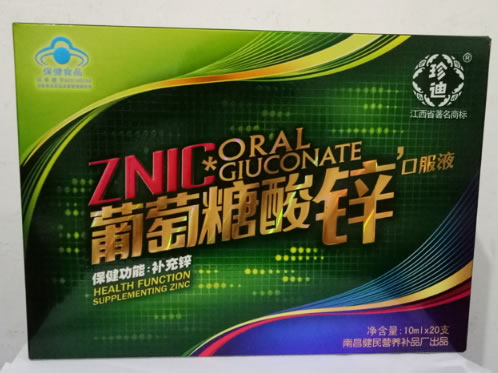 保健食品
珍迪®
江西省著名商标
ZNIC*ORAL
GIUCONATE
葡萄糖酸锌'口服液
保健功能:补充锌
HEALTH FUNCTION
SUPPLEMENTING ZINC
净含量:10ml×20支
南昌健民营养补品厂出品